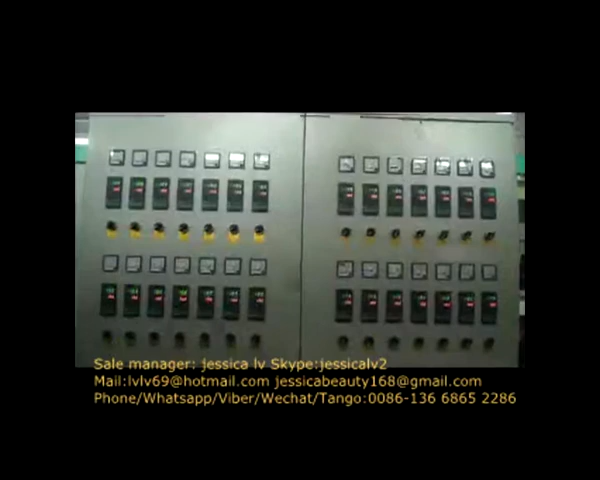 Sale manager: jessica lv Skype:jessicalv2
Mail:lvlv69@hotmail.com jessicabeauty168@gmail.com
Phone/Whatsapp/Viber/Wechat/Tango:0086-136 6865 2286